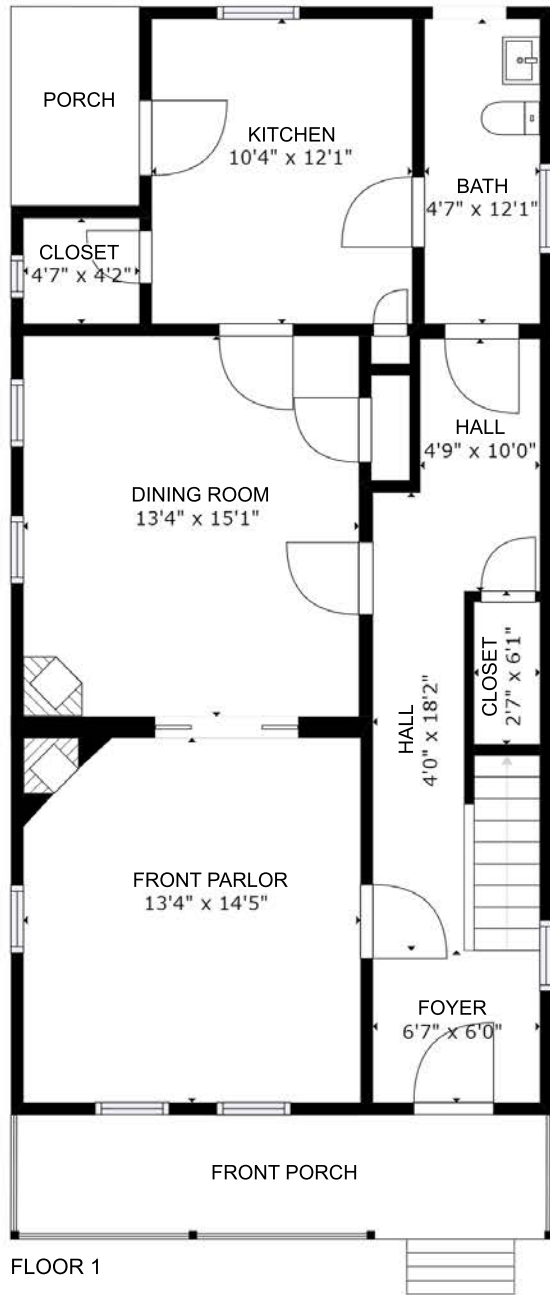 PORCH
KITCHEN
10'4" x 12'1"
BATH
4'7" x 12'1"
CLOSET
4'7" x 4'2"
HALL
4'9" x 10'0"
DINING ROOM
13'4" x 15'1"
CLOSET
2'7" x 6'1"
HALL
4'0" x 18'2"
FRONT PARLOR
13'4" x 14'5"
FOYER
6'7" x 6'0"
FRONT PORCH
FLOOR 1